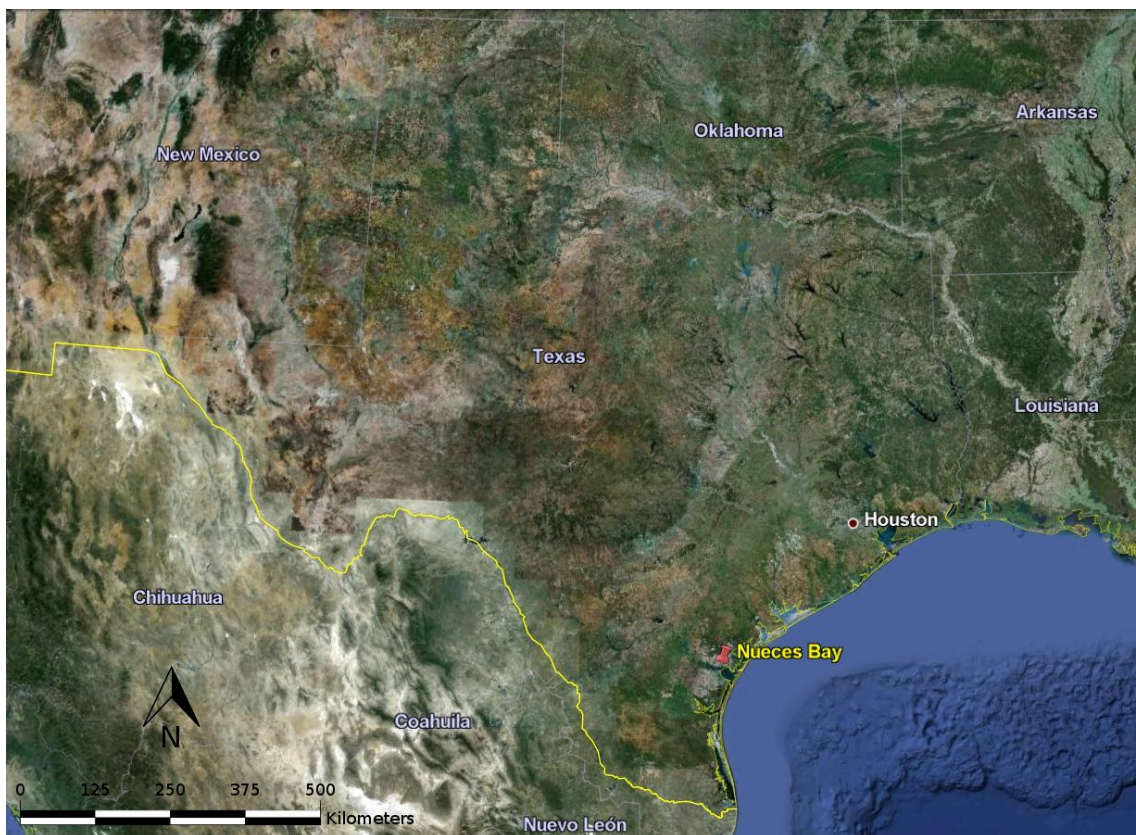 Arkansas
Oklahoma
New Mexico
Texas
Louisiana
Houston
Chihuahua
Nueces Bay
Coahuila
N
0 125 250 375 500
Kilometers
Nuevo León